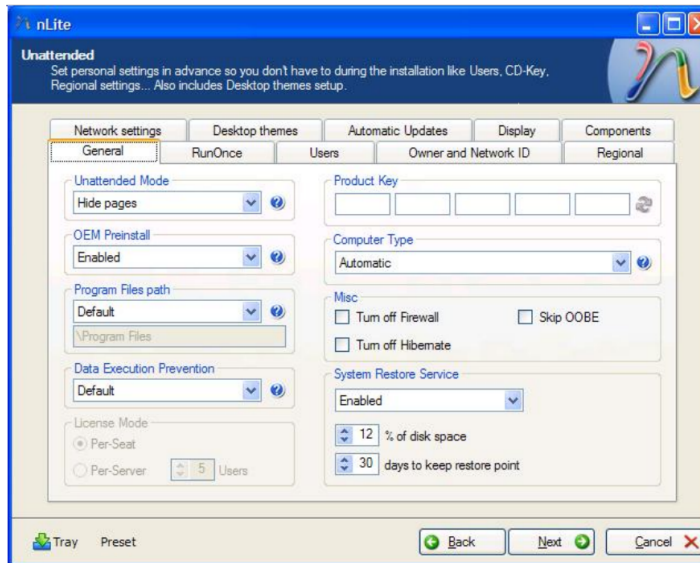 nLite
Unattended
Set personal settings in advance so you don't have to during the installation like Users, CD-Key,
Regional settings... Also includes Desktop themes setup.
Network settings Desktop themes Automatic Updates Display Components
General RunOnce Users Owner and Network ID Regional
Unattended Mode
Hide pages
OEM Preinstall
Enabled
Program Files path
Default
\Program Files
Data Execution Prevention
Default
License Mode
Per-Seat
Per-Server 5 Users
Product Key
Computer Type
Automatic
Misc
Turn off Firewall Skip OOBE
Turn off Hibernate
System Restore Service
Enabled
12 % of disk space
30 days to keep restore point
Tray Preset Back Next Cancel